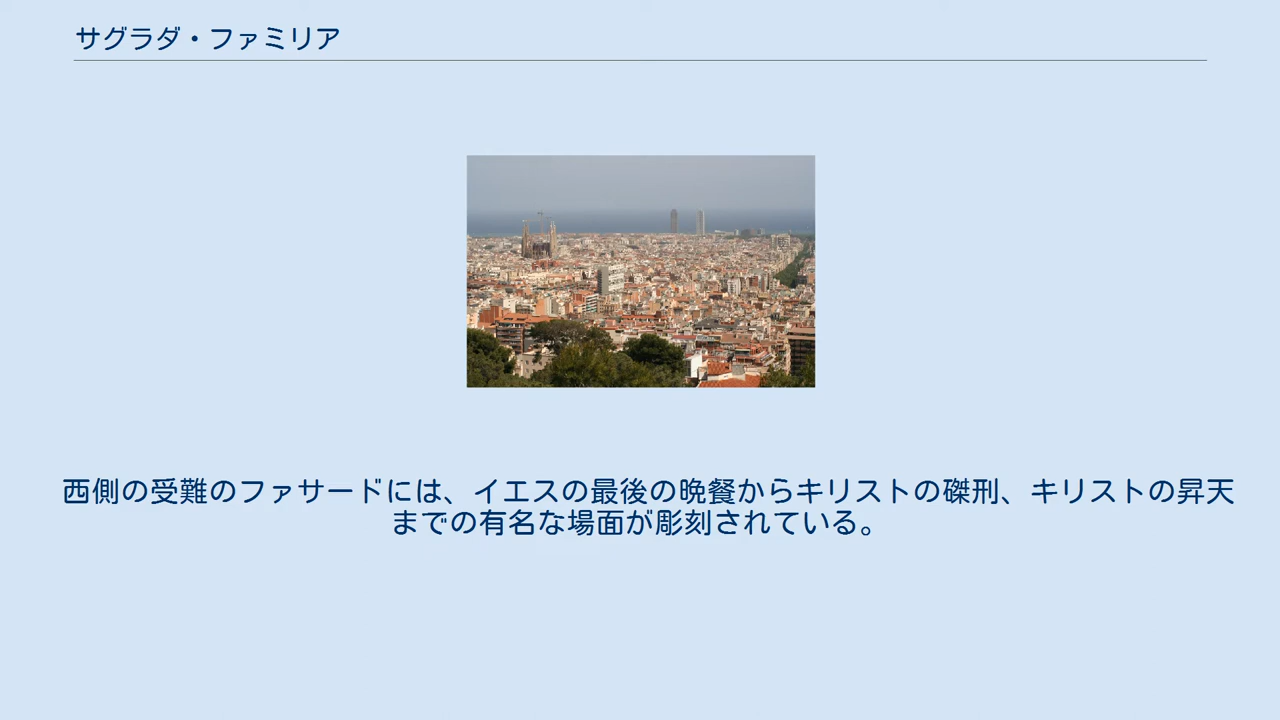 サグラダ・ファミリア
西側の受難のファサードには、イエスの最後の晩餐からキリストの磔刑、キリストの昇天
までの有名な場面が彫刻されている。